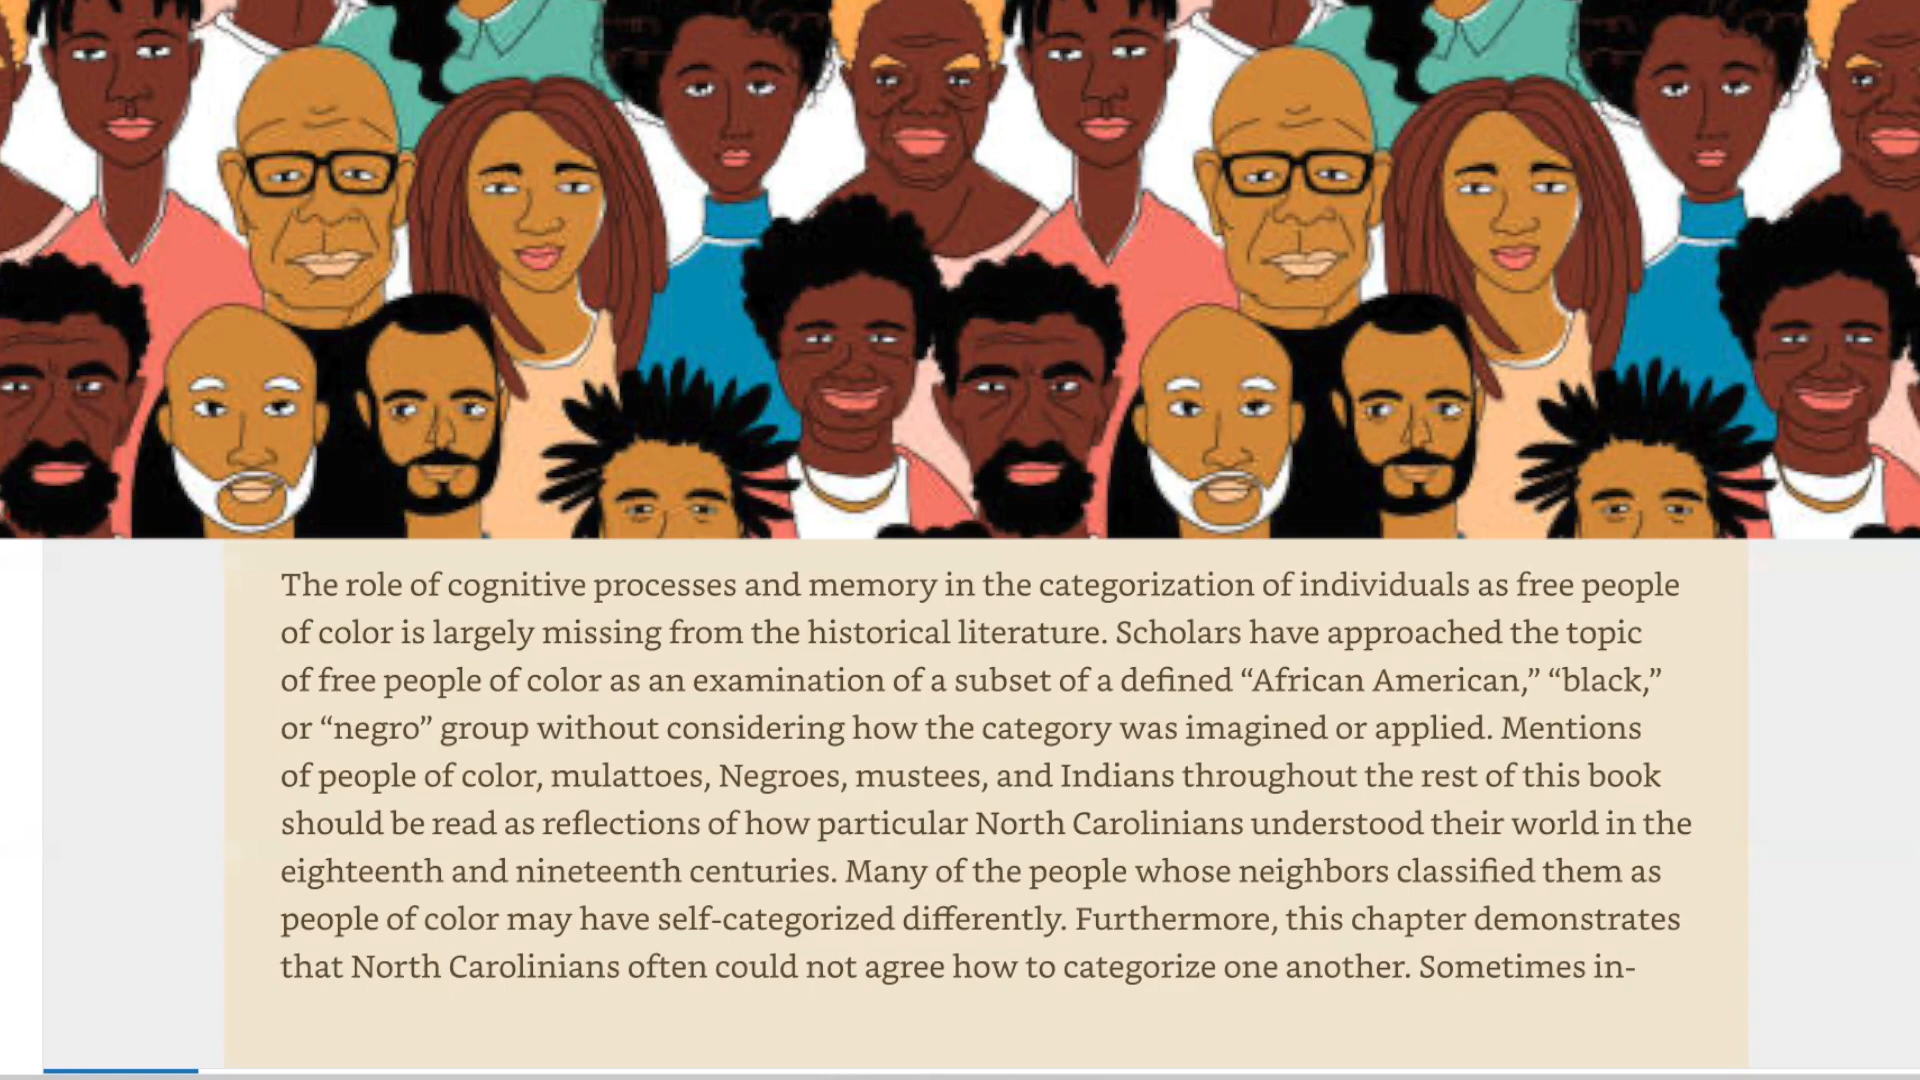 The role of cognitive processes and memory in the categorization of individuals as free people
of color is largely missing from the historical literature. Scholars have approached the topic
of free people of color as an examination of a subset of a defined “African American,” “black,”
or “negro” group without considering how the category was imagined or applied. Mentions
of people of color, mulattoes, Negroes, mustees, and Indians throughout the rest of this book
should be read as reflections of how particular North Carolinians understood their world in the
eighteenth and nineteenth centuries. Many of the people whose neighbors classified them as
people of color may have self-categorized differently. Furthermore, this chapter demonstrates
that North Carolinians often could not agree how to categorize one another. Sometimes in-